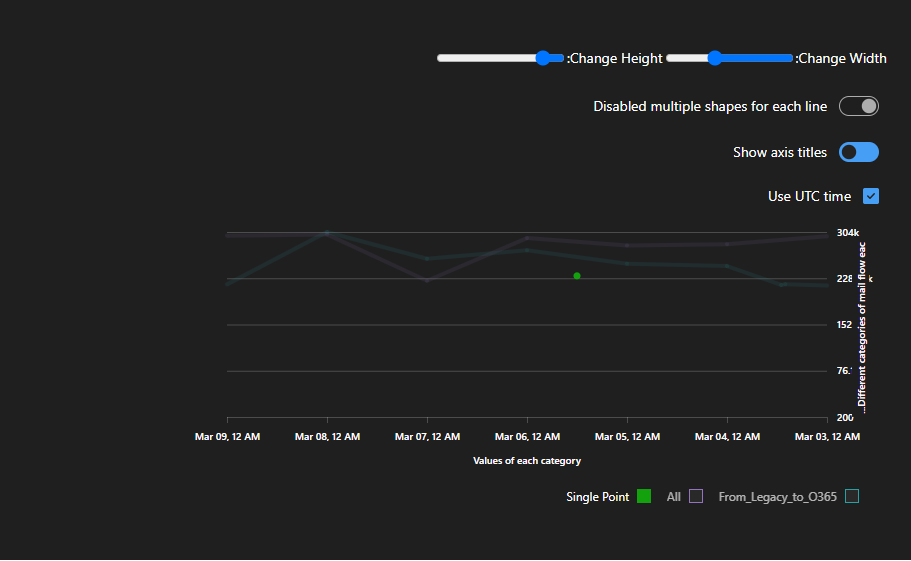 :Change Height :Change Width
Disabled multiple shapes for each line
Show axis titles
Use UTC time
304k
228 k
152
76.
200
...Different categories of mail flow eac
Mar 09, 12 AM Mar 08, 12 AM Mar 07, 12 AM Mar 06, 12 AM Mar 05, 12 AM Mar 04, 12 AM Mar 03, 12 AM
Values of each category
Single Point All From_Legacy_to_O365